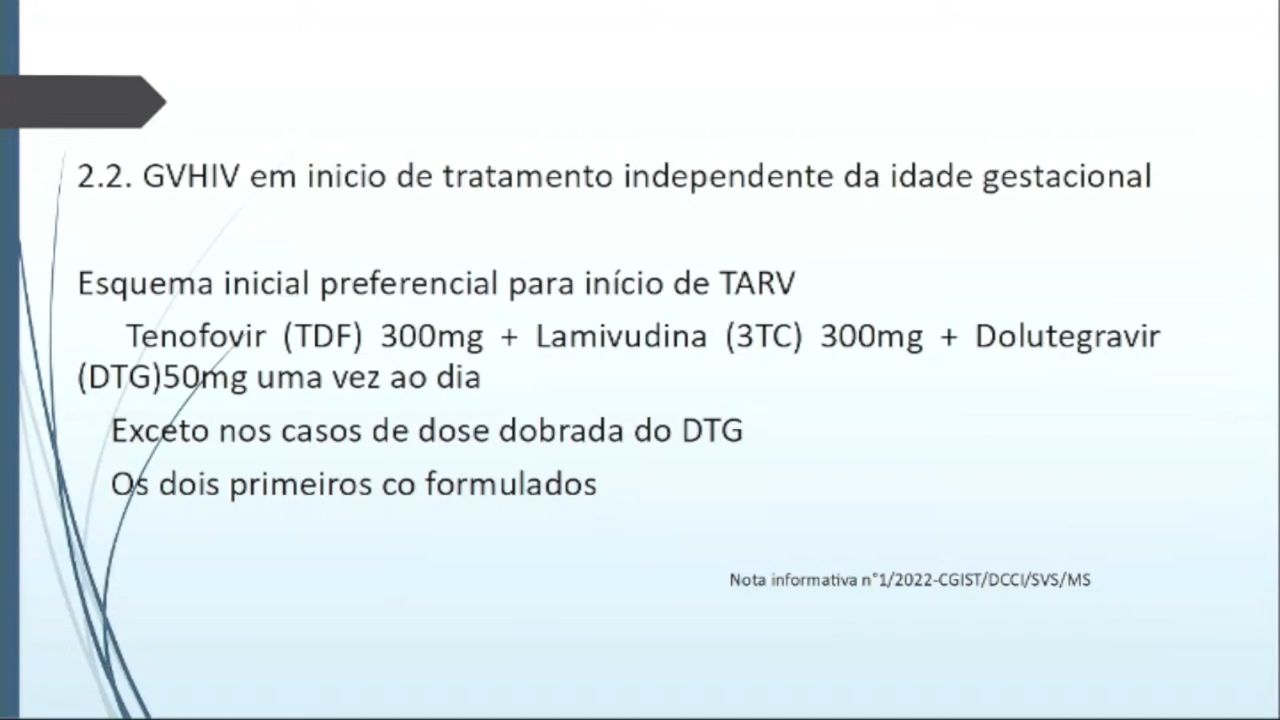 2.2. GVHIV em inicio de tratamento independente da idade gestacional
Esquema inicial preferencial para início de TARV
Tenofovir (TDF) 300mg + Lamivudina (3TC) 300mg + Dolutegravir
(DTG)50mg uma vez ao dia
Exceto nos casos de dose dobrada do DTG
Os dois primeiros co formulados
Nota informativa n°1/2022-CGIST/DCCI/SVS/MS